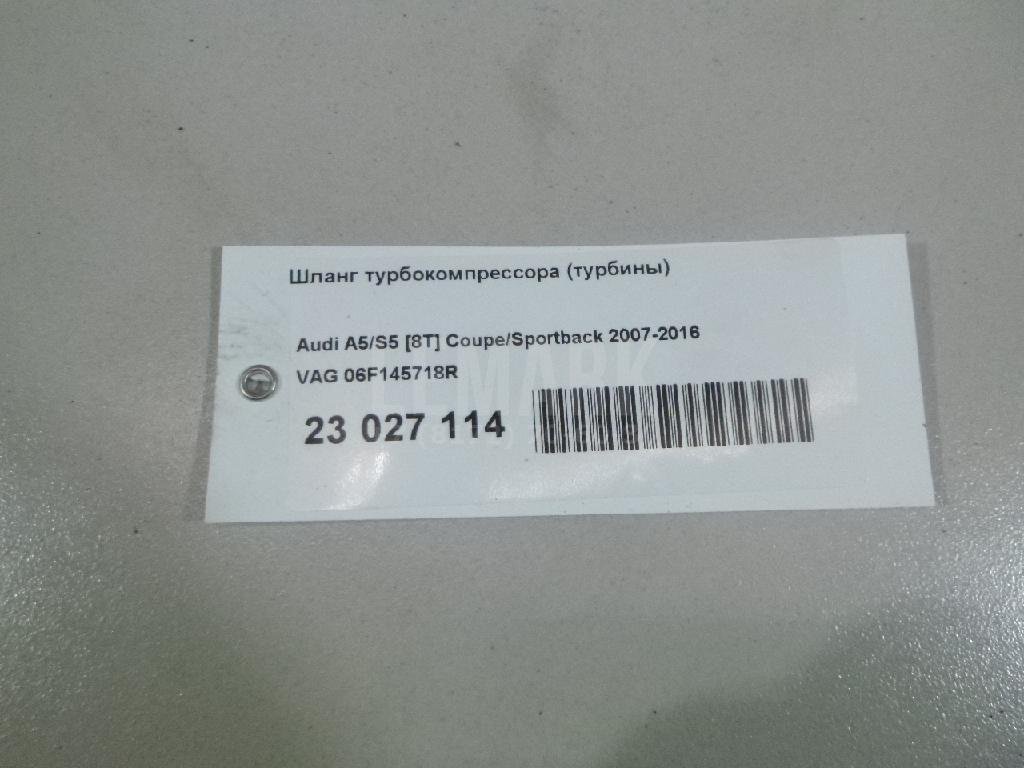 Шланг турбокомпрессора (турбины)
Audi A5/S5 [8T] Coupe/Sportback 2007-2016
VAG 06F145718R
23 027 114